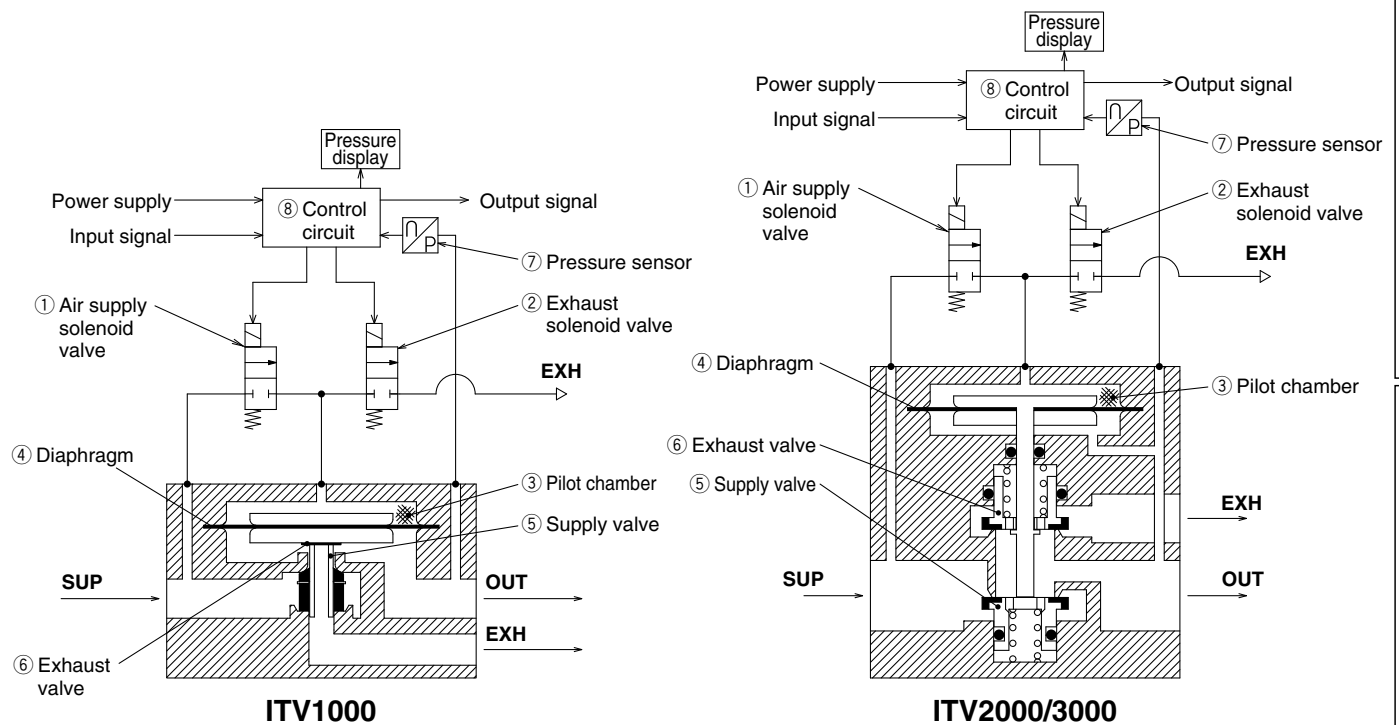 Pressure
display
Power supply
Input signal
⑧ Control
circuit
Output signal
⑦ Pressure sensor
① Air supply
solenoid
valve
② Exhaust
solenoid valve
EXH
④ Diaphragm
③ Pilot chamber
⑤ Supply valve
SUP
OUT
EXH
⑥ Exhaust
valve
ITV1000
Pressure
display
Power supply
Input signal
⑧ Control
circuit
Output signal
P
⑦ Pressure sensor
① Air supply
solenoid
valve
② Exhaust
solenoid valve
EXH
④ Diaphragm
③ Pilot chamber
⑥ Exhaust valve
⑤ Supply valve
EXH
SUP
OUT
ITV2000/3000